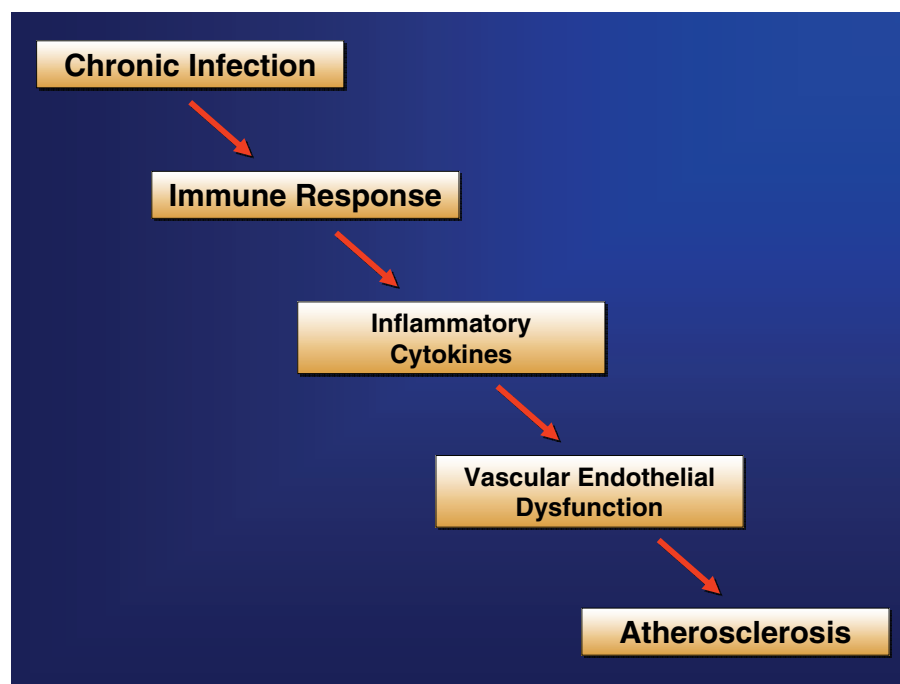 Chronic Infection
Immune Response
Inflammatory
Cytokines
Vascular Endothelial
Dysfunction
Atherosclerosis